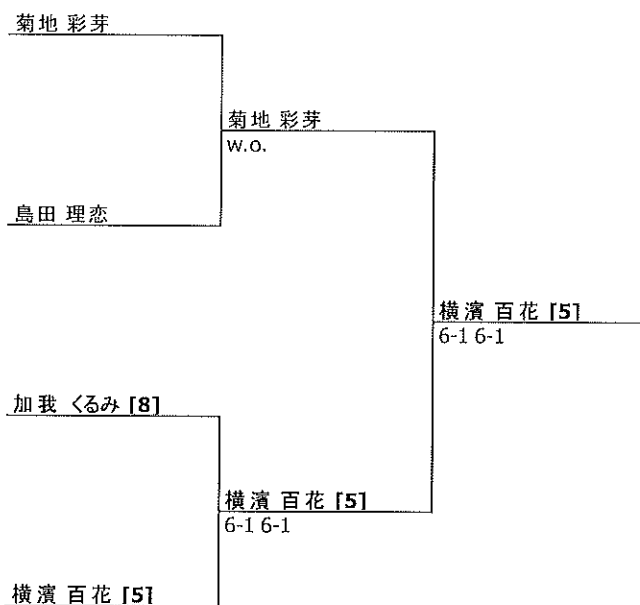 菊地 彩芽
菊地 彩芽
w.o.
島田 理恋
横濱 百花 [5]
6-1 6-1
加我 くるみ [8]
横濱 百花 [5]
6-1 6-1
横濱 百花 [5]